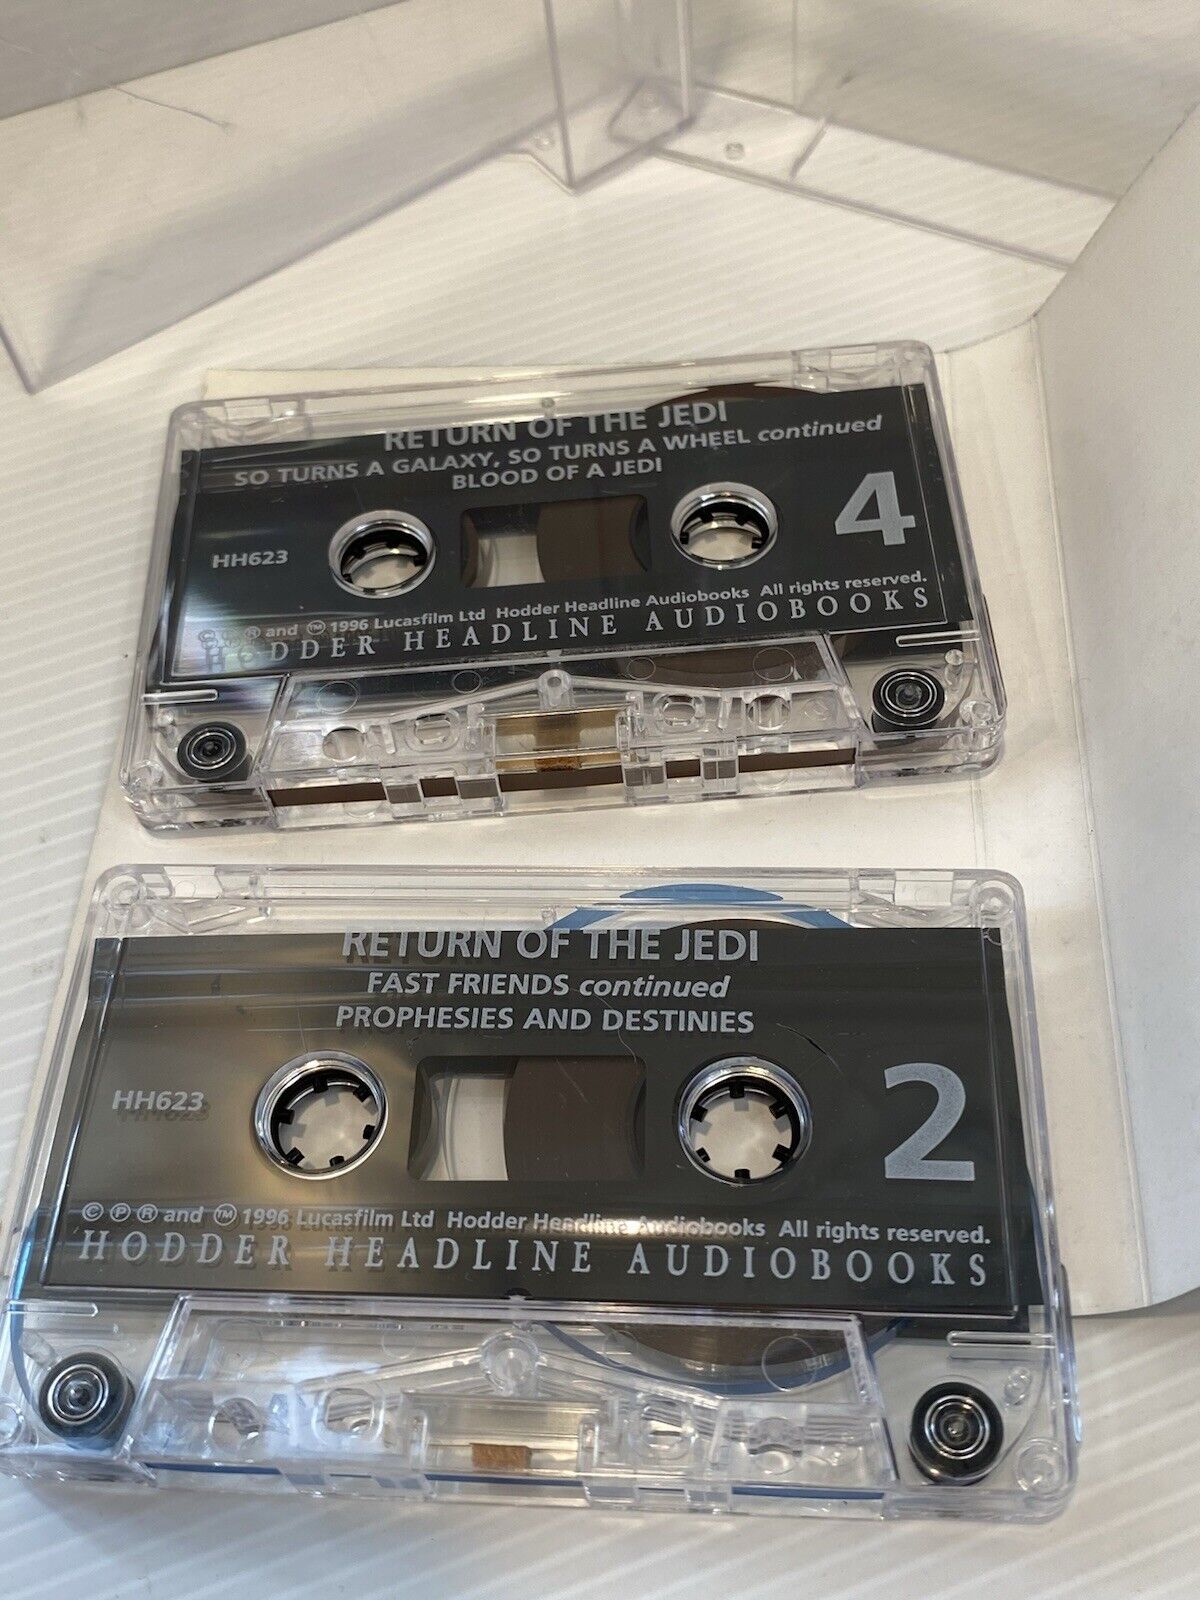 RETURN OF THE JEDI
SO TURNS A GALAXY, SO TURNS A WHEEL continued
BLOOD OF A JEDI
4
HH623
© Ⓟ ® and ™ 1996 Lucasfilm Ltd Hodder Headline Audiobooks All rights reserved.
HODDER HEADLINE AUDIOBOOKS
RETURN OF THE JEDI
FAST FRIENDS continued
PROPHESIES AND DESTINIES
HH623
2
© Ⓟ ® and ™ 1996 Lucasfilm Ltd Hodder Headline Audiobooks All rights reserved.
HODDER HEADLINE AUDIOBOOKS